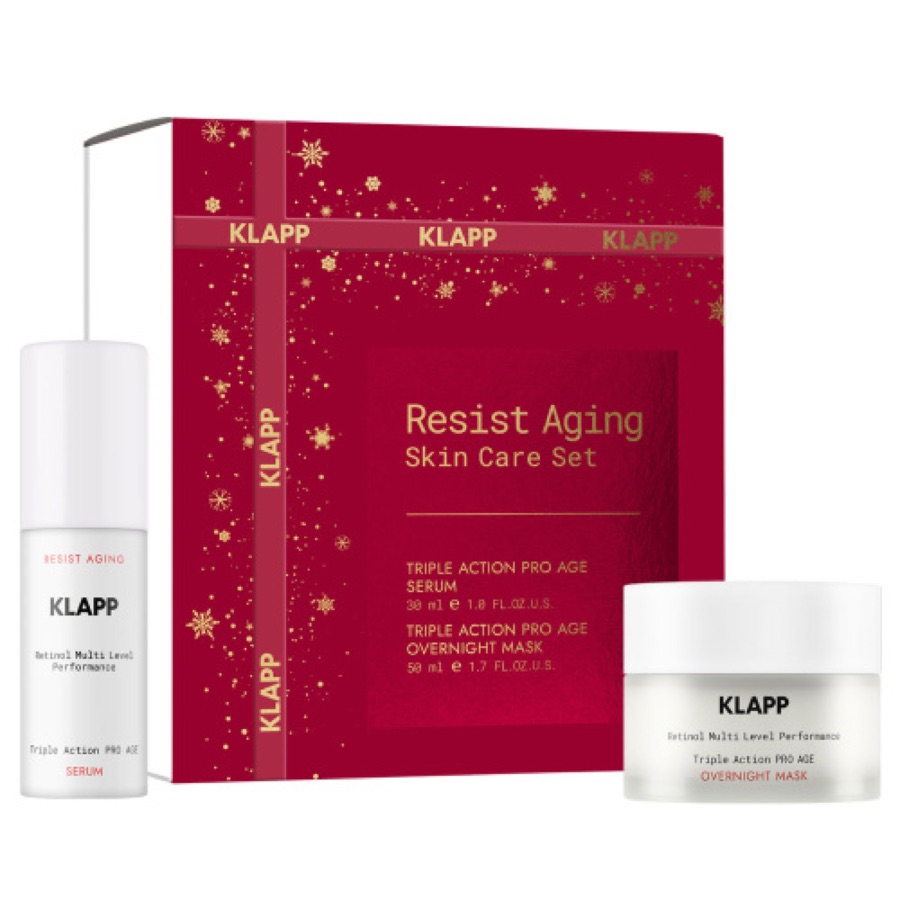 KLAPP
KLAPP
KLAPP
KLAPP
KLAPP
Resist Aging
Skin Care Set
TRIPLE ACTION PRO AGE
SERUM
30 ml e 1.0 FL.OZ.U.S.
TRIPLE ACTION PRO AGE
OVERNIGHT MASK
50 ml e 1.7 FL.OZ.U.S.
RESIST AGING
KLAPP
Retinol Multi Level
Performance
Triple Action PRO AGE
SERUM
KLAPP
Retinol Multi Level Performance
Triple Action PRO AGE
OVERNIGHT MASK